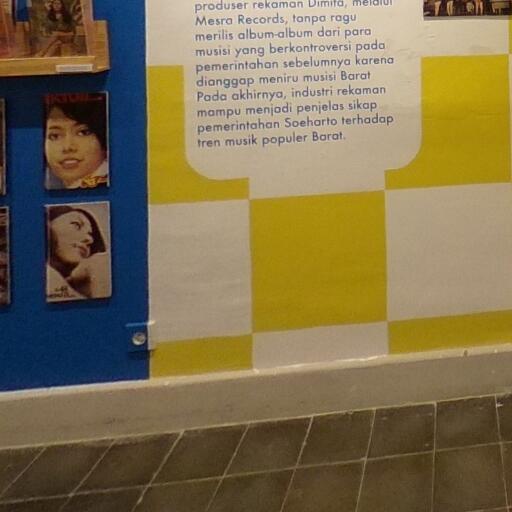 produser rekaman Dimita, melalui
Mesra Records, tanpa ragu
merilis album-album dari para
musisi yang berkontroversi pada
pemerintahan sebelumnya karena
dianggap meniru musisi Barat
Pada akhirnya, industri rekaman
mampu menjadi penjelas sikap
pemerintahan Soeharto terhadap
tren musik populer Barat.